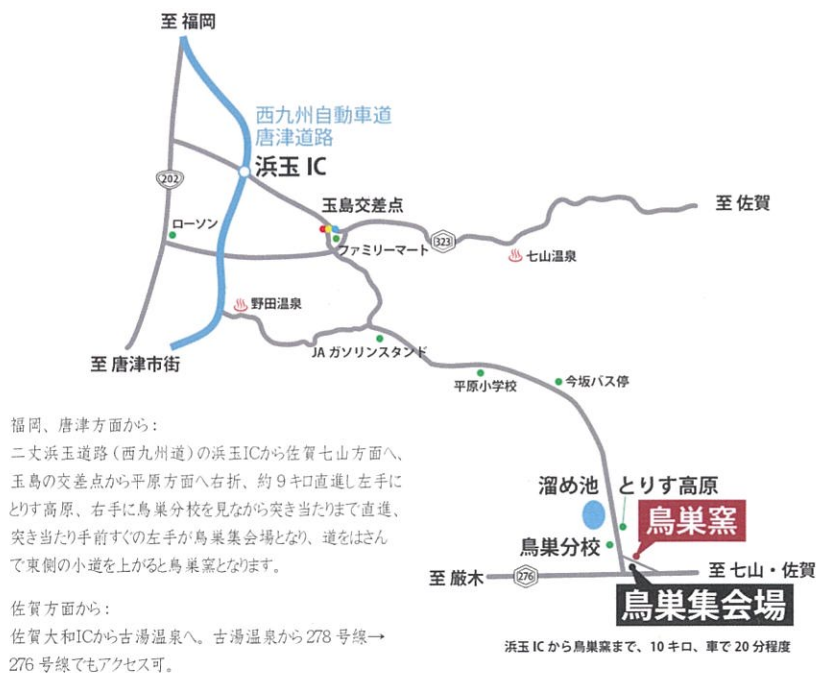 至 福岡
西九州自動車道
唐津道路
浜玉 IC
202
玉島交差点
至 佐賀
ローソン
ファミリーマート
323
七山温泉
野田温泉
至 唐津市街
JA ガソリンスタンド
平原小学校
今坂バス停
福岡、唐津方面から：
二丈浜玉道路（西九州道）の浜玉ICから佐賀七山方面へ、
玉島の交差点から平原方面へ右折、約９キロ直進し左手に
とりす高原、右手に鳥巣分校を見ながら突き当たりまで直進、
突き当たり手前すぐの左手が鳥巣集会場となり、道をはさん
で東側の小道を上がると鳥巣窯となります。
溜め池
とりす高原
鳥巣窯
鳥巣分校
至 厳木
276
至 七山・佐賀
鳥巣集会場
佐賀方面から：
佐賀大和ICから古湯温泉へ。古湯温泉から278 号線→
276 号線でもアクセス可。
浜玉 IC から鳥巣窯まで、10 キロ、車で 20 分程度